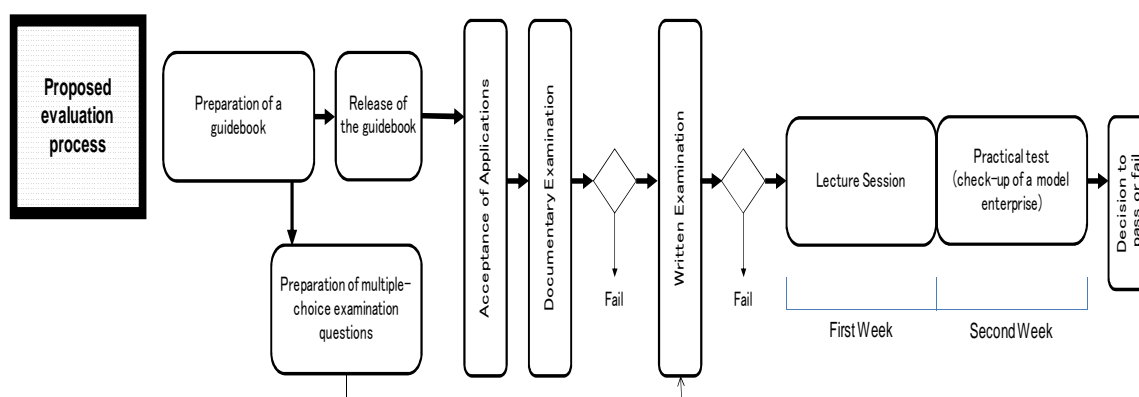 Proposed
evaluation
process
Preparation of a
guidebook
Release of
the guidebook
Preparation of multiple-
choice examination
questions
Acceptance of Applications
Documentary Examination
Fail
Written Examination
Fail
Lecture Session
Practical test
(check-up of a model
enterprise)
First Week
Second Week
Decision to
pass or fail